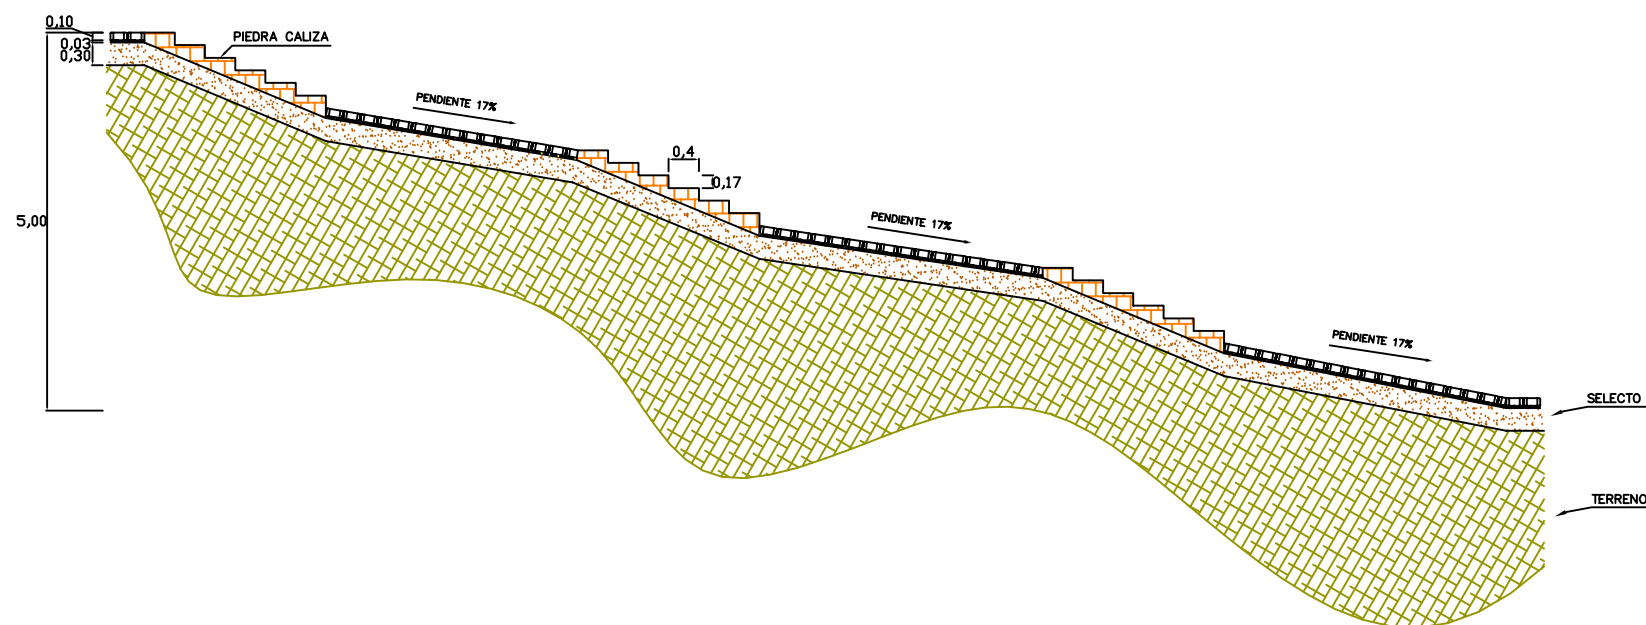 0,10
0,03
0,30
PIEDRA CALIZA
PENDIENTE 17%
0,4
0,17
5,00
PENDIENTE 17%
PENDIENTE 17%
SELECTO
TERRENO